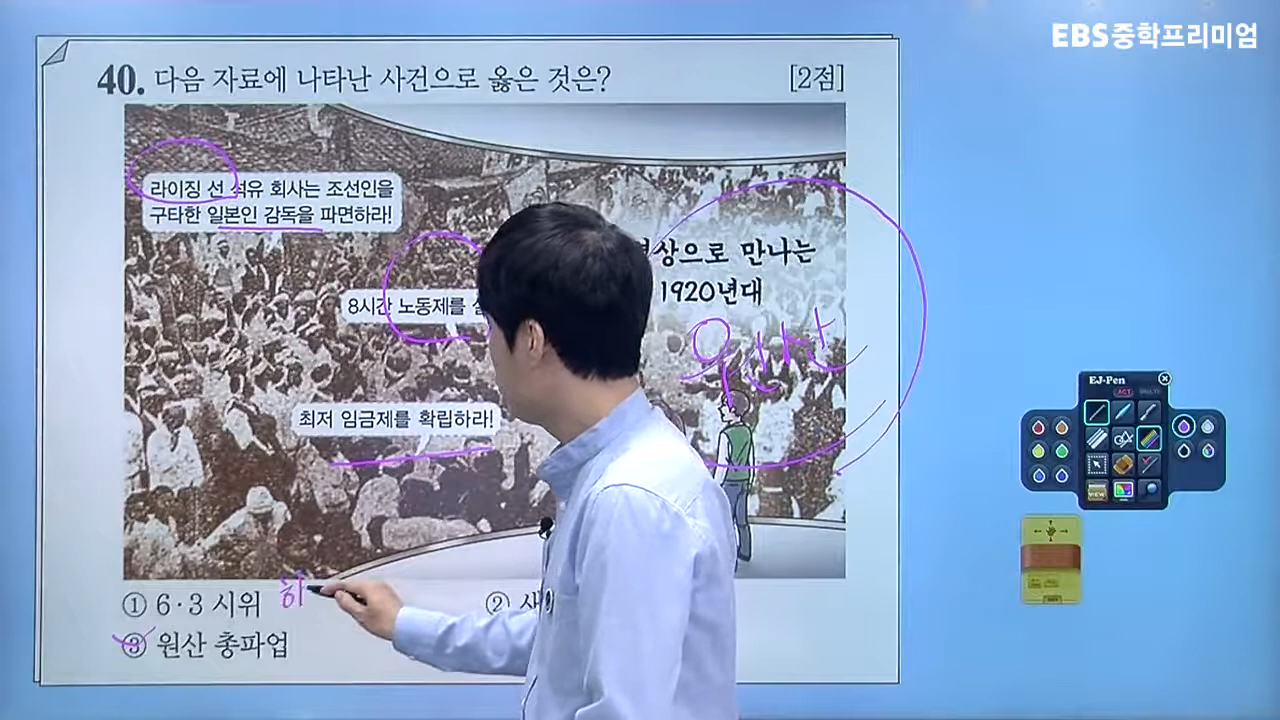 EBS중학프리미엄
40. 다음 자료에 나타난 사건으로 옳은 것은? [2점]
라이징 선 석유 회사는 조선인을
구타한 일본인 감독을 파면하라!
8시간 노동제를
최저 임금제를 확립하라!
영상으로 만나는
1920년대
원산
① 6·3 시위
하
②
③ 원산 총파업
EJ-Pen
ACT
MULTI
VIEW